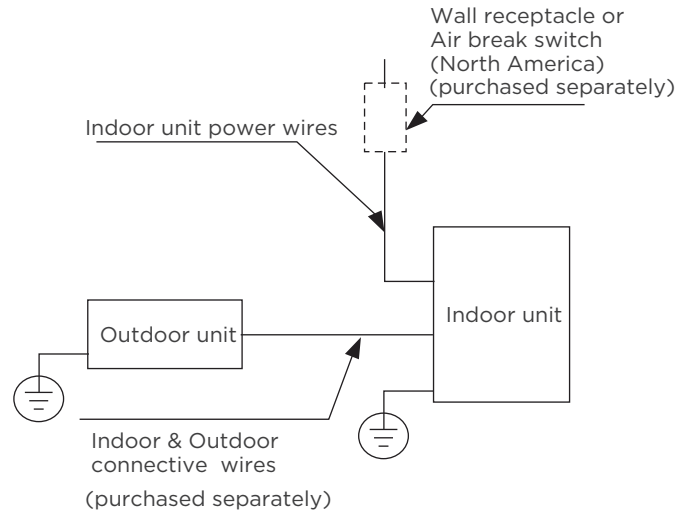 Wall receptacle or
Air break switch
(North America)
(purchased separately)
Indoor unit power wires
Indoor unit
Outdoor unit
Indoor & Outdoor
connective wires
(purchased separately)